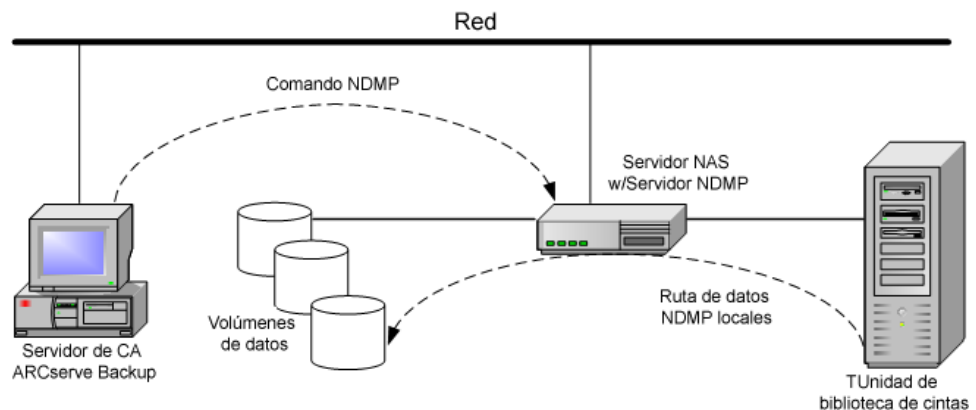 Red
Comando NDMP
Servidor NAS
w/Servidor NDMP
Volúmenes
de datos
Ruta de datos
NDMP locales
Servidor de CA
ARCserve Backup
TUnidad de
biblioteca de cintas